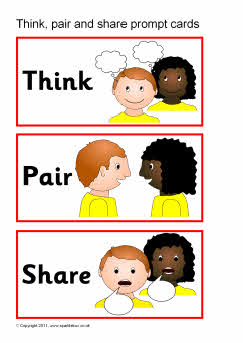 Think, pair and share prompt cards
Think
Pair
Share
© Copyright 2011, www.sparklebox.co.uk